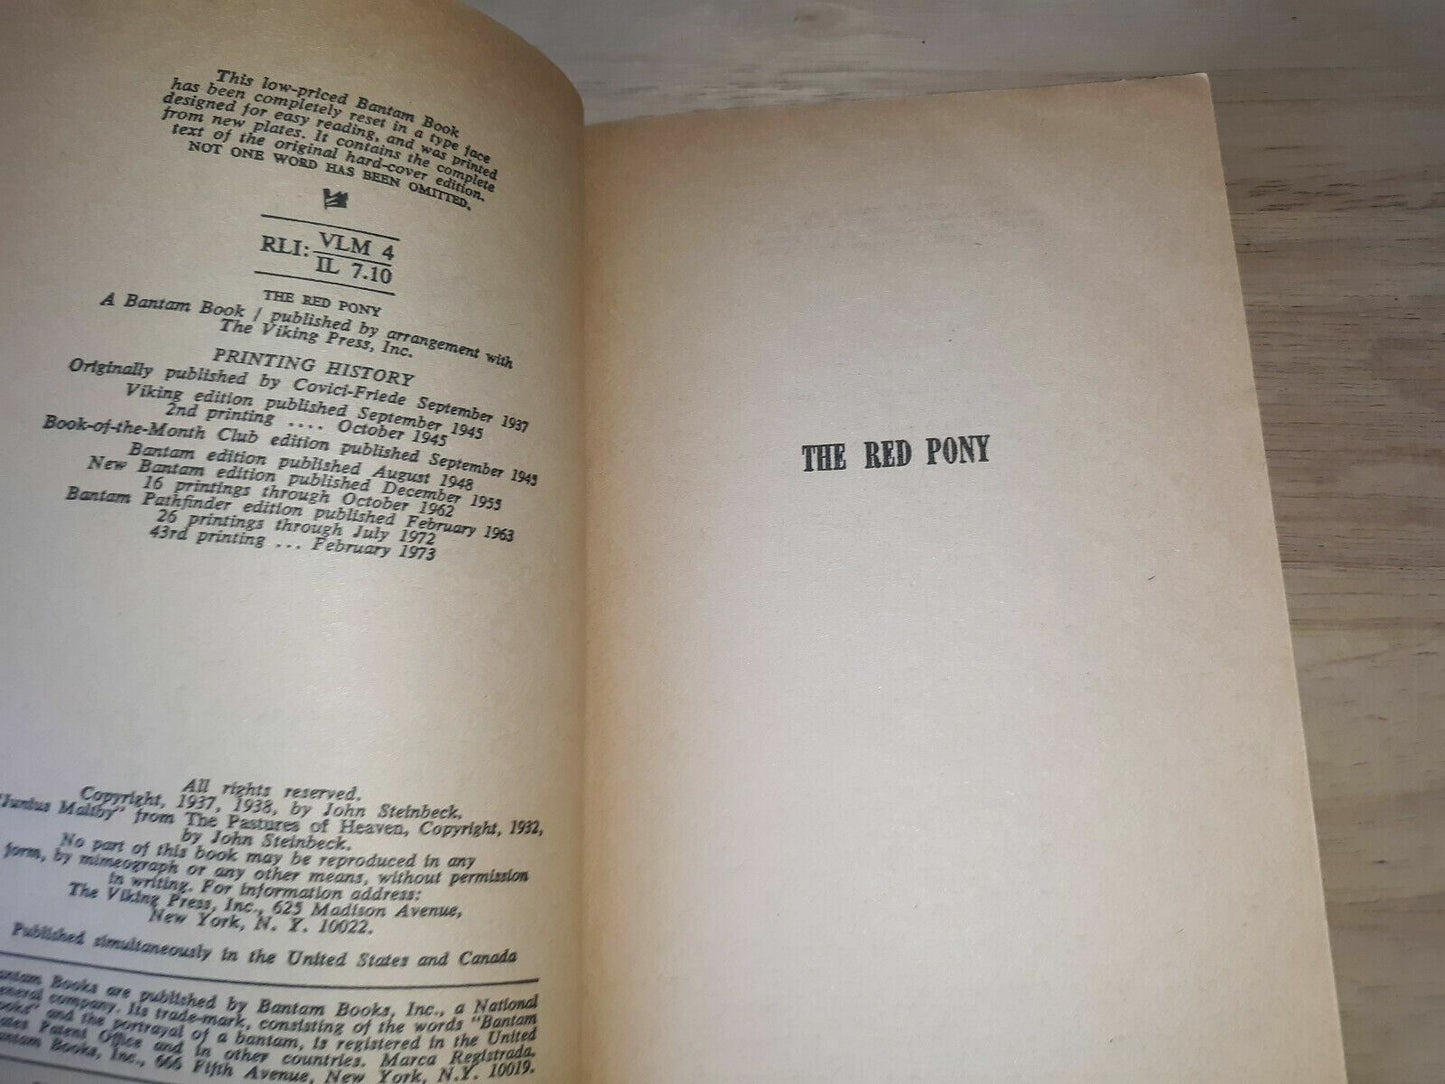 This low-priced Bantam Book
has been completely reset in a type face
designed for easy reading, and was printed
from new plates. It contains the complete
text of the original hard-cover edition.
NOT ONE WORD HAS BEEN OMITTED.
RLI: VLM 4
IL 7.10
THE RED PONY
A Bantam Book / published by arrangement with
The Viking Press, Inc.
PRINTING HISTORY
Originally published by Covici-Friede September 1937
Viking edition published September 1945
2nd printing .... October 1945
Book-of-the-Month Club edition published September 1945
Bantam edition published August 1948
New Bantam edition published December 1955
16 printings through October 1962
Bantam Pathfinder edition published February 1963
26 printings through July 1972
43rd printing ... February 1973
All rights reserved.
Copyright, 1937, 1938, by John Steinbeck.
"Junius Maltby" from The Pastures of Heaven, Copyright, 1932,
by John Steinbeck.
No part of this book may be reproduced in any
form, by mimeograph or any other means, without permission
in writing. For information address:
The Viking Press, Inc., 625 Madison Avenue,
New York, N. Y. 10022.
Published simultaneously in the United States and Canada
antam Books are published by Bantam Books, Inc., a National
eneral company. Its trade-mark, consisting of the words "Bantam
ooks" and the portrayal of a bantam, is registered in the United
ates Patent Office and in other countries. Marca Registrada.
antam Books, Inc., 666 Fifth Avenue, New York, N.Y. 10019.
THE RED PONY